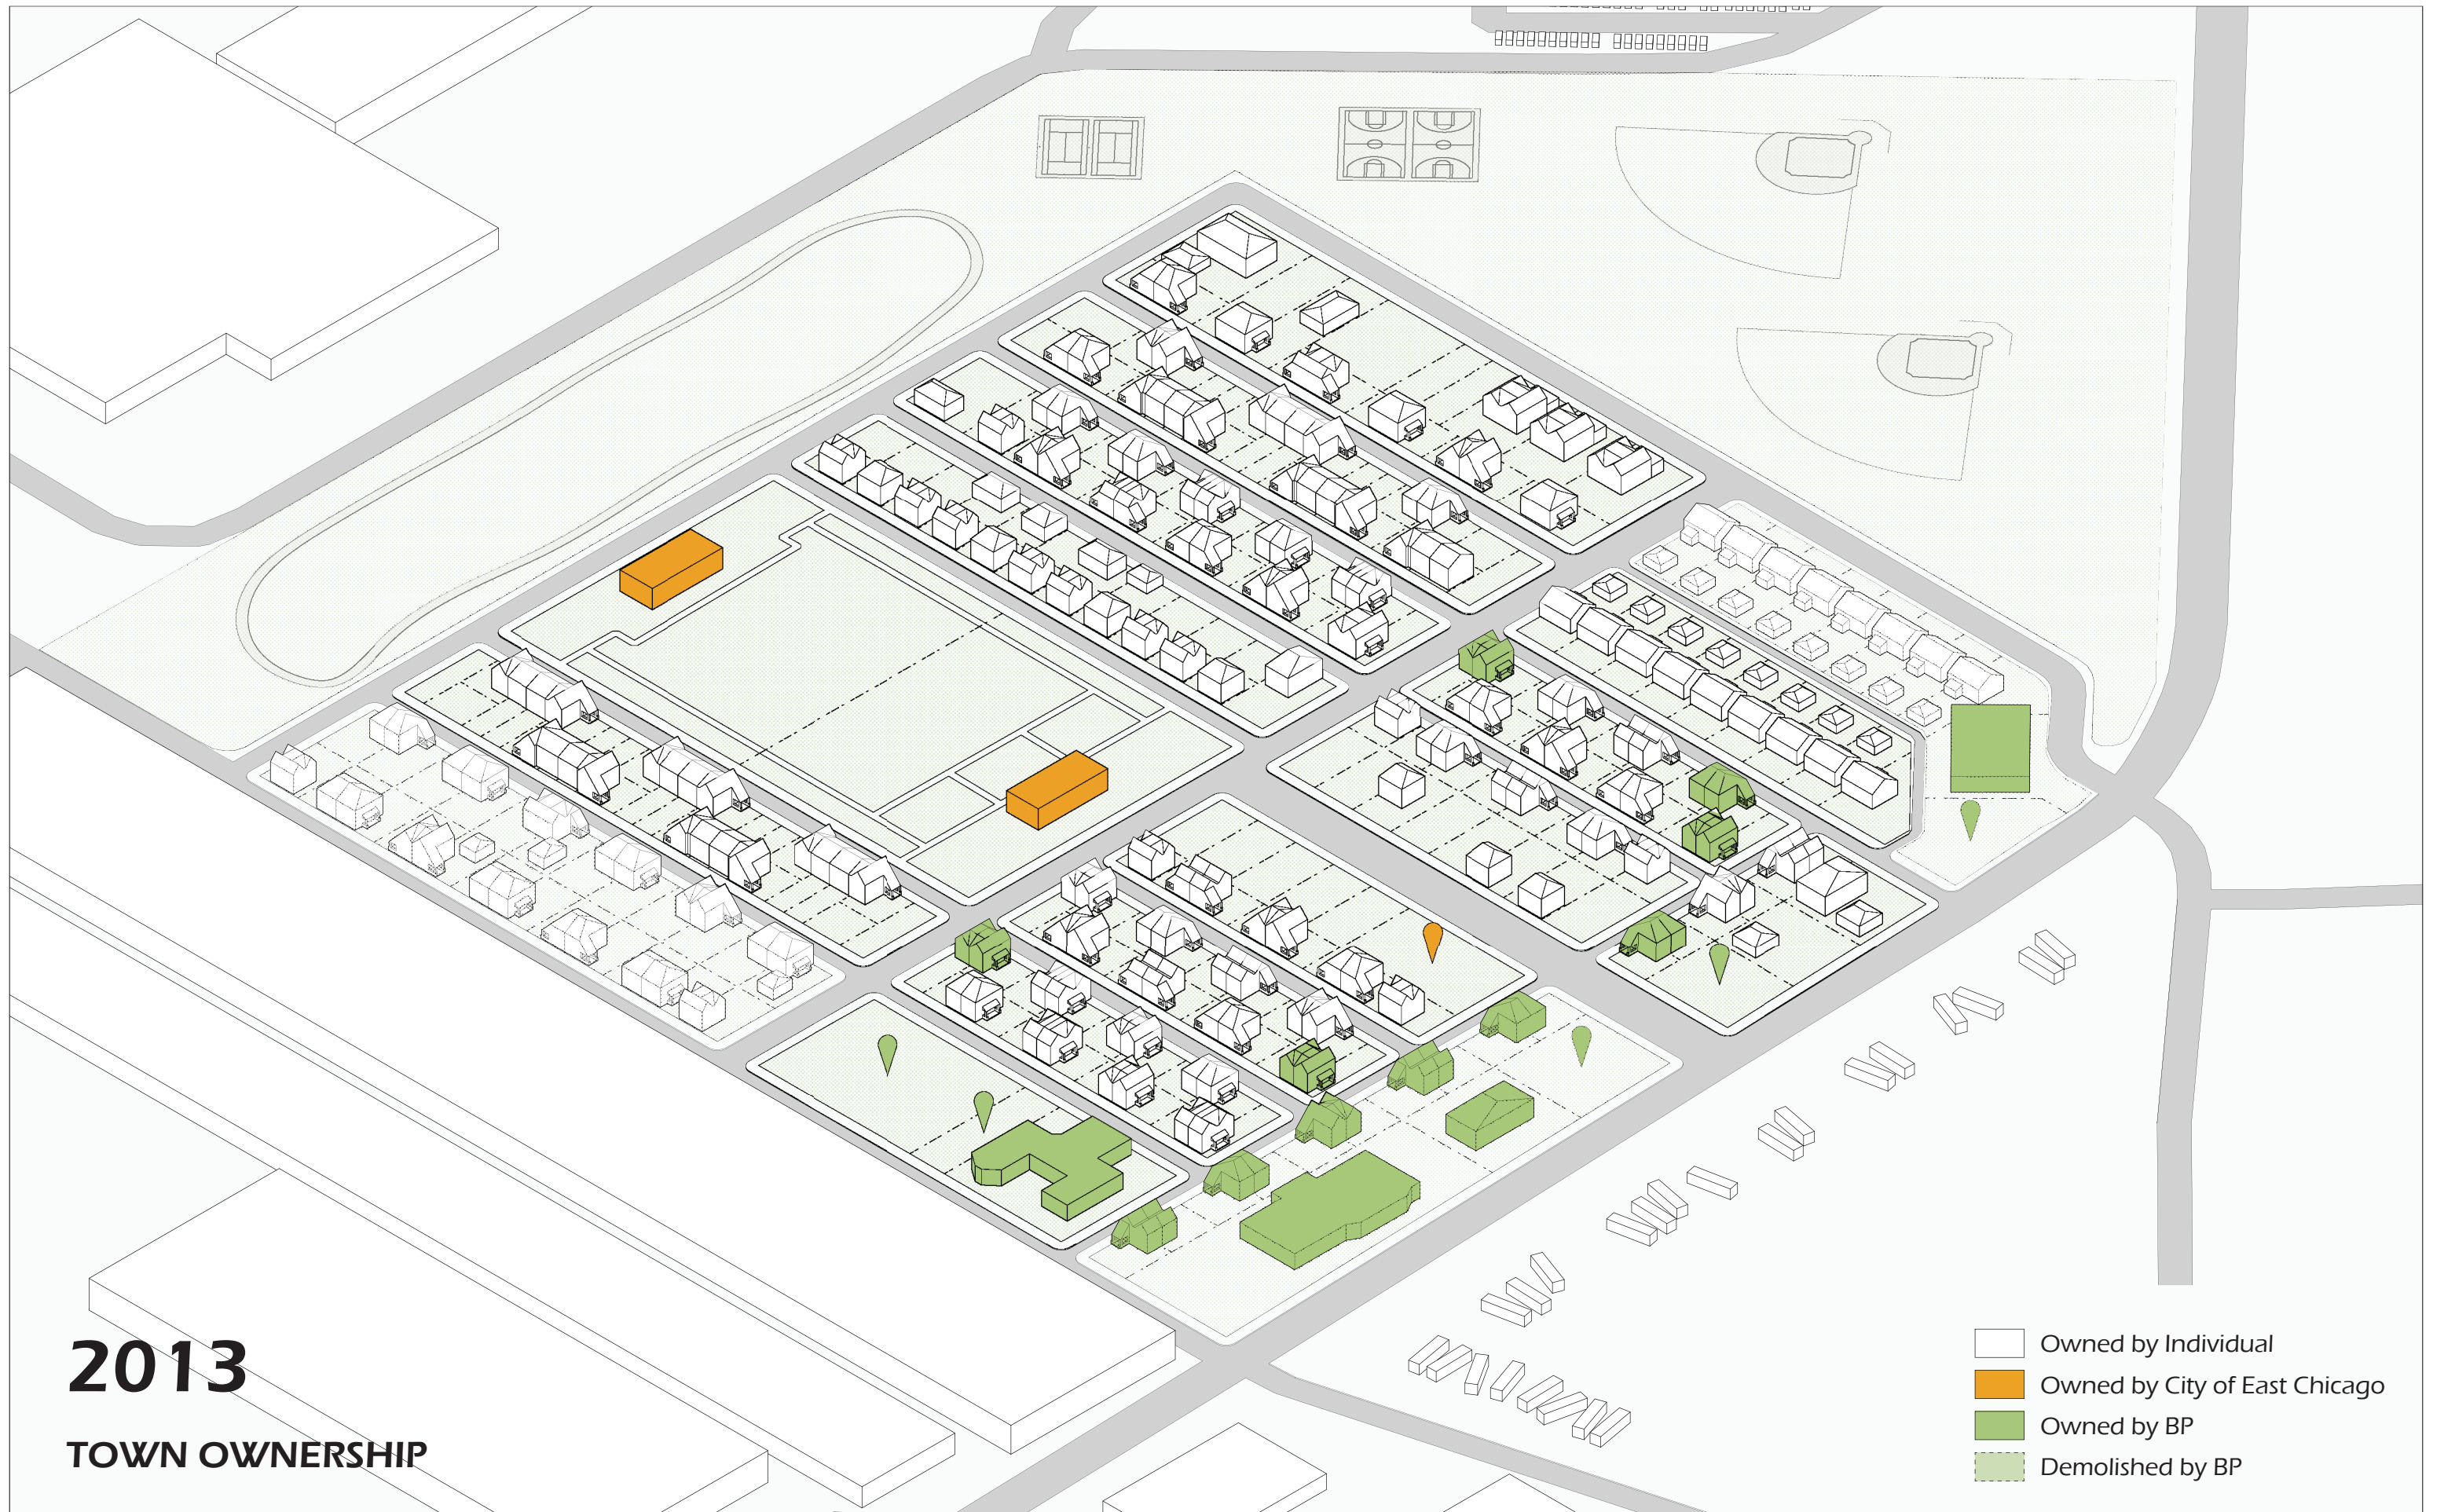 2013
TOWN OWNERSHIP
Owned by Individual
Owned by City of East Chicago
Owned by BP
Demolished by BP